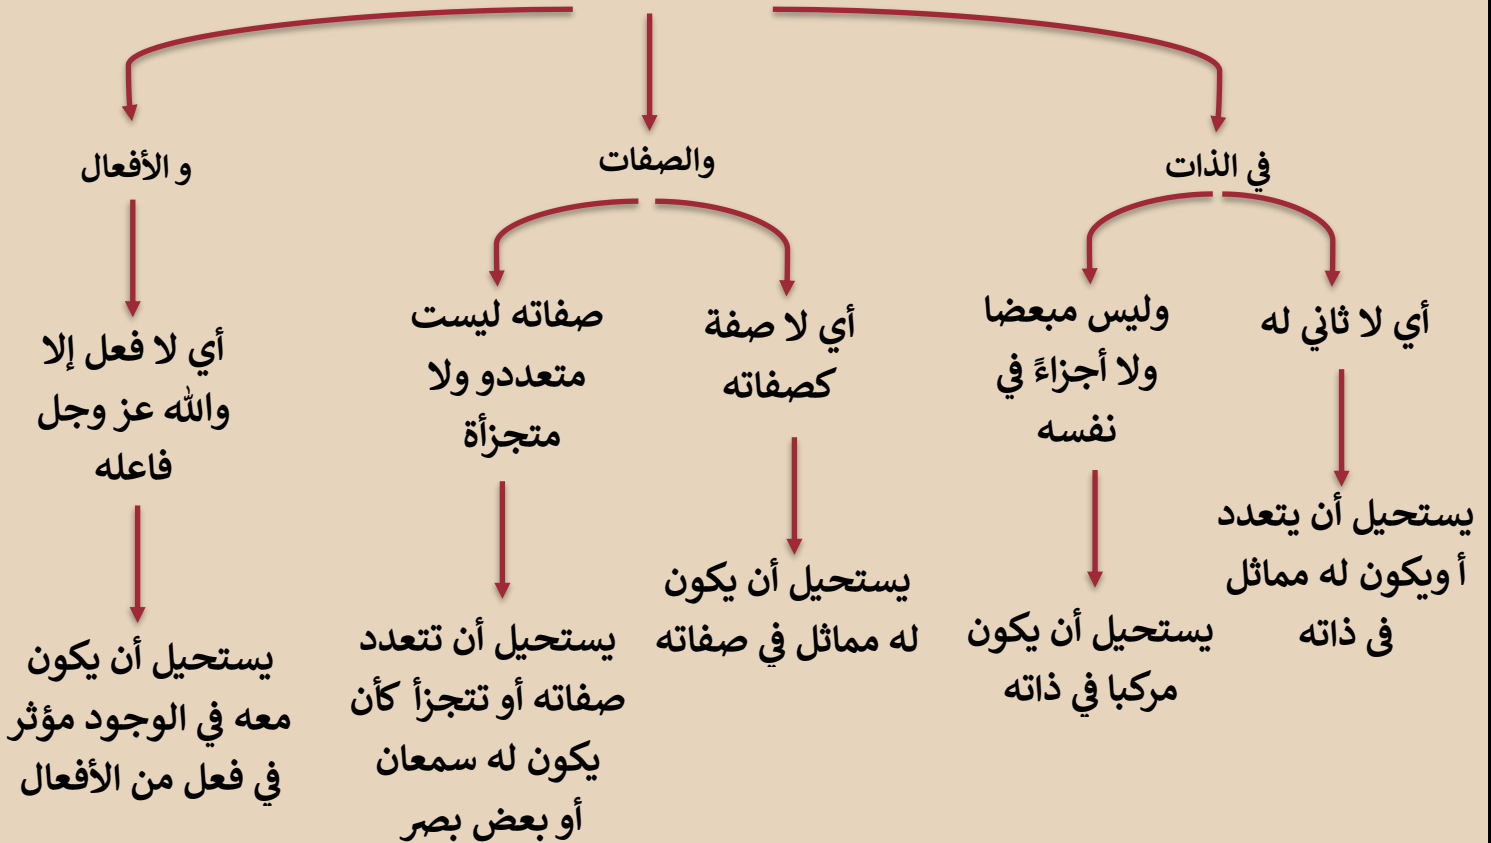 في الذات
والصفات
و الأفعال
أي لا ثاني له
يستحيل أن يتعدد
أ ويكون له مماثل
فى ذاته
وليس مبعضا
ولا أجزاءً في
نفسه
يستحيل أن يكون
مركبا في ذاته
أي لا صفة
كصفاته
يستحيل أن يكون
له مماثل في صفاته
صفاته ليست
متعددو ولا
متجزأة
يستحيل أن تتعدد
صفاته أو تتجزأ كأن
يكون له سمعان
أو بعض بصر
أي لا فعل إلا
والله عز وجل
فاعله
يستحيل أن يكون
معه في الوجود مؤثر
في فعل من الأفعال